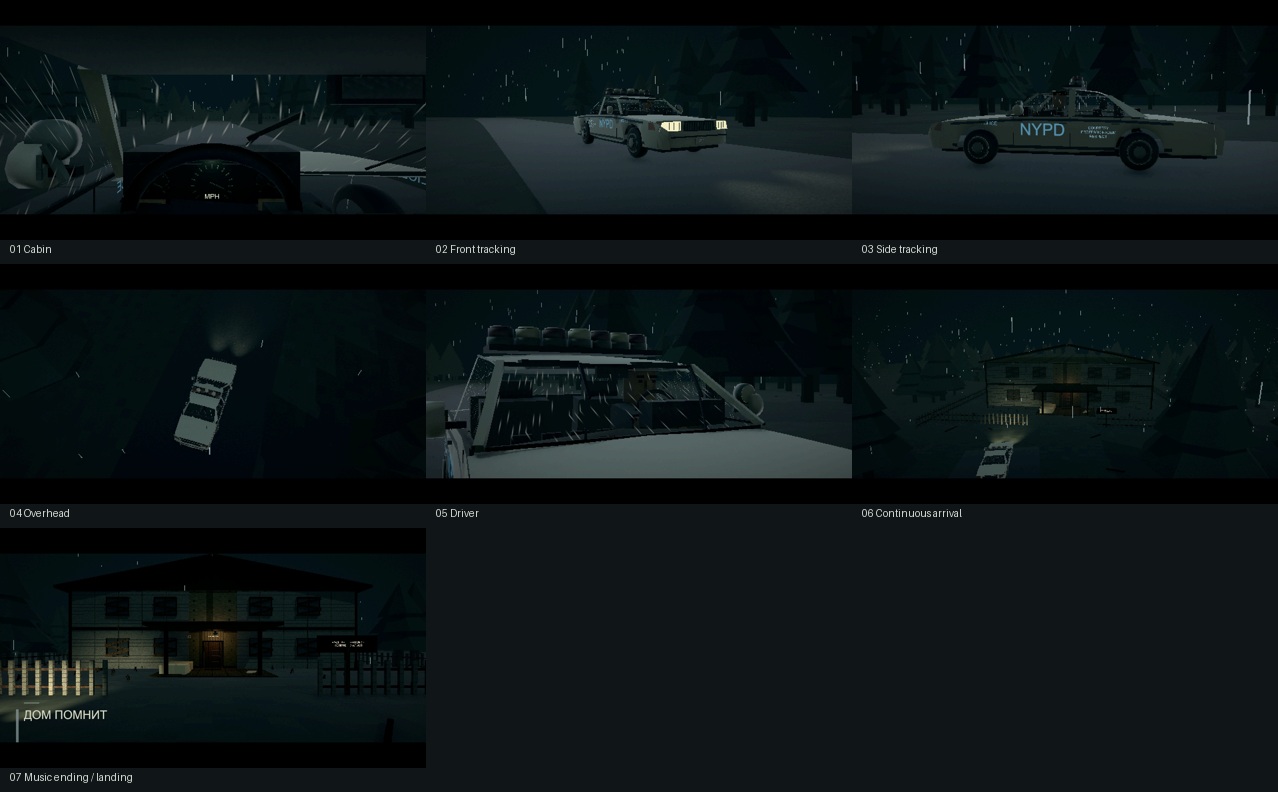 MPH
NYPD
NYPD
01 Cabin
02 Front tracking
03 Side tracking
04 Overhead
05 Driver
06 Continuous arrival
ДОМ ПОМНИТ
07 Music ending / landing